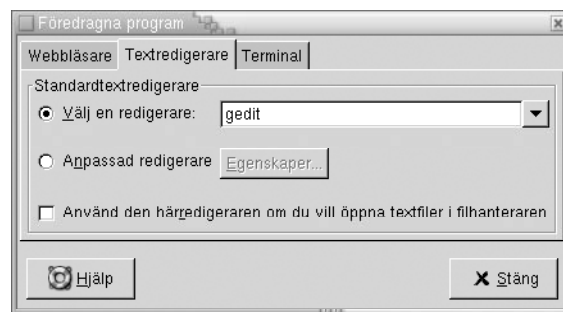 Föredragna program
Webbläsare Textredigerare Terminal
Standardtextredigerare
Välj en redigerare: gedit
Anpassad redigerare Egenskaper...
Använd den härredigeraren om du vill öppna textfiler i filhanteraren
Hjälp Stäng